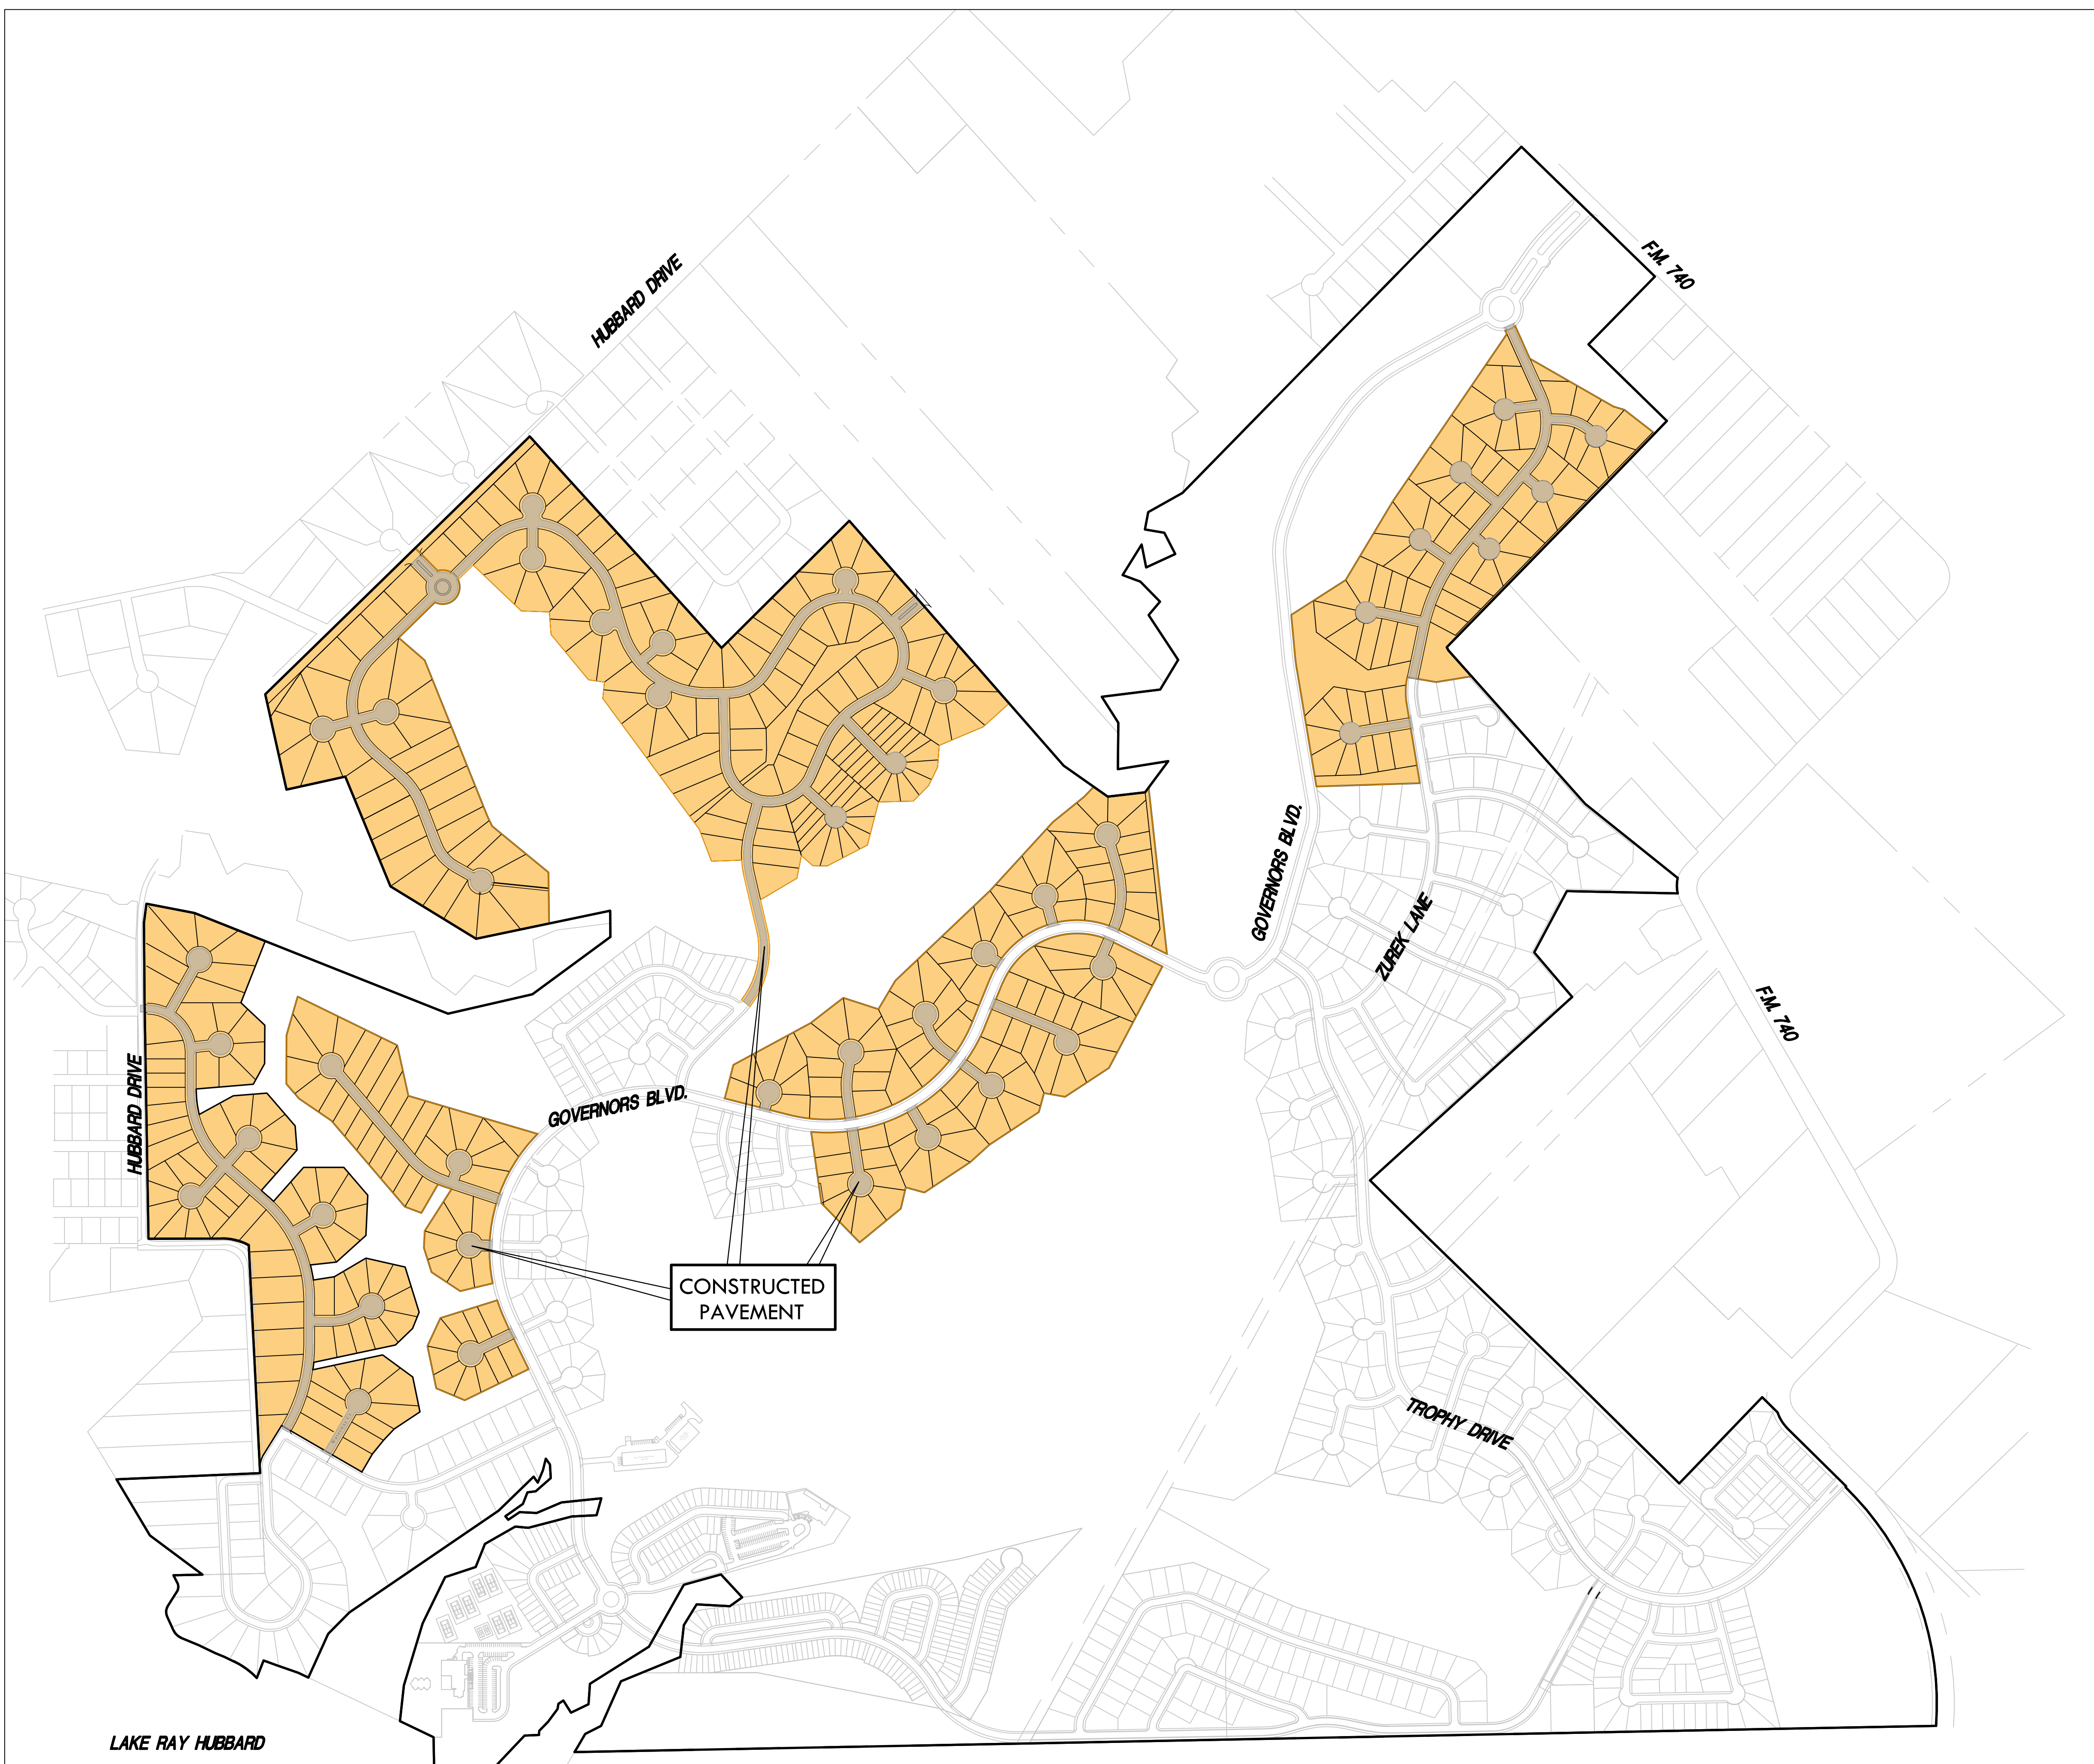 HUBBARD DRIVE
F.M. 740
GOVERNORS BLVD.
ZUREK LANE
F.M. 740
HUBBARD DRIVE
GOVERNORS BLVD.
CONSTRUCTED
PAVEMENT
TROPHY DRIVE
LAKE RAY HUBBARD